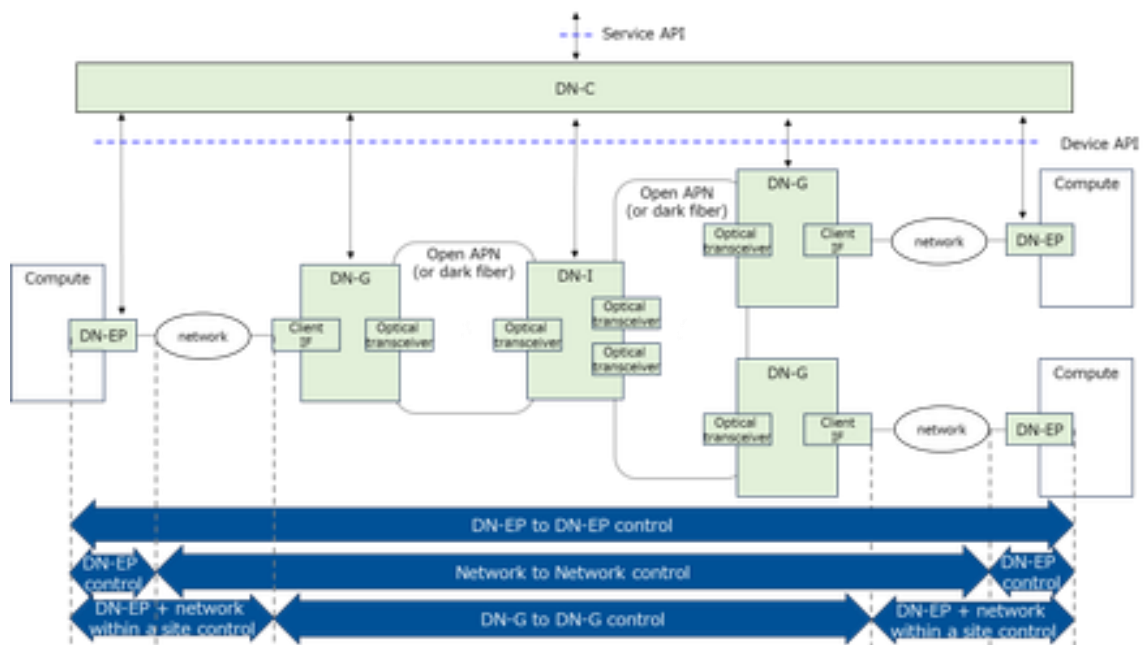 Service API
DN-C
Device API
DN-G
Compute
Open APN
(or dark fiber)
Optical
transceiver
Client
IF
network
DN-EP
Compute
DN-G
Open APN
(or dark fiber)
DN-I
Optical
transceiver
DN-EP
network
Client
IF
Optical
transceiver
Optical
transceiver
Optical
transceiver
DN-G
Compute
Optical
transceiver
Client
IF
network
DN-EP
DN-EP to DN-EP control
DN-EP
control
Network to Network control
DN-EP
control
DN-EP + network
within a site control
DN-G to DN-G control
DN-EP + network
within a site control